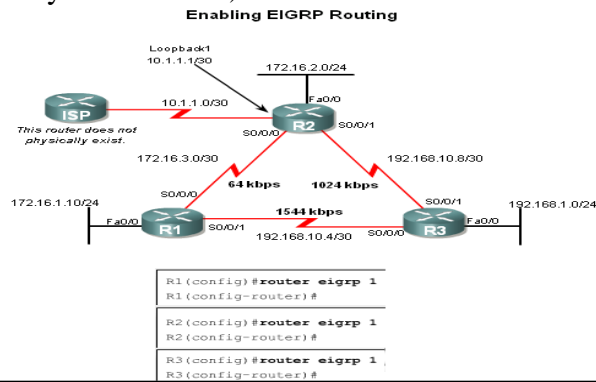 Enabling EIGRP Routing
Loopback1
10.1.1.1/30
172.16.2.0/24
10.1.1.0/30
Fa0/0
ISP
R2
S0/0/1
This router does not
physically exist.
S0/0/0
172.16.3.0/30
192.168.10.8/30
64 kbps
1024 kbps
S0/0/0
S0/0/1
172.16.1.10/24
1544 kbps
192.168.1.0/24
Fa0/0
R1
S0/0/1
192.168.10.4/30
S0/0/0
R3
Fa0/0
R1(config)#router eigrp 1
R1(config-router)#
R2(config)#router eigrp 1
R2(config-router)#
R3(config)#router eigrp 1
R3(config-router)#